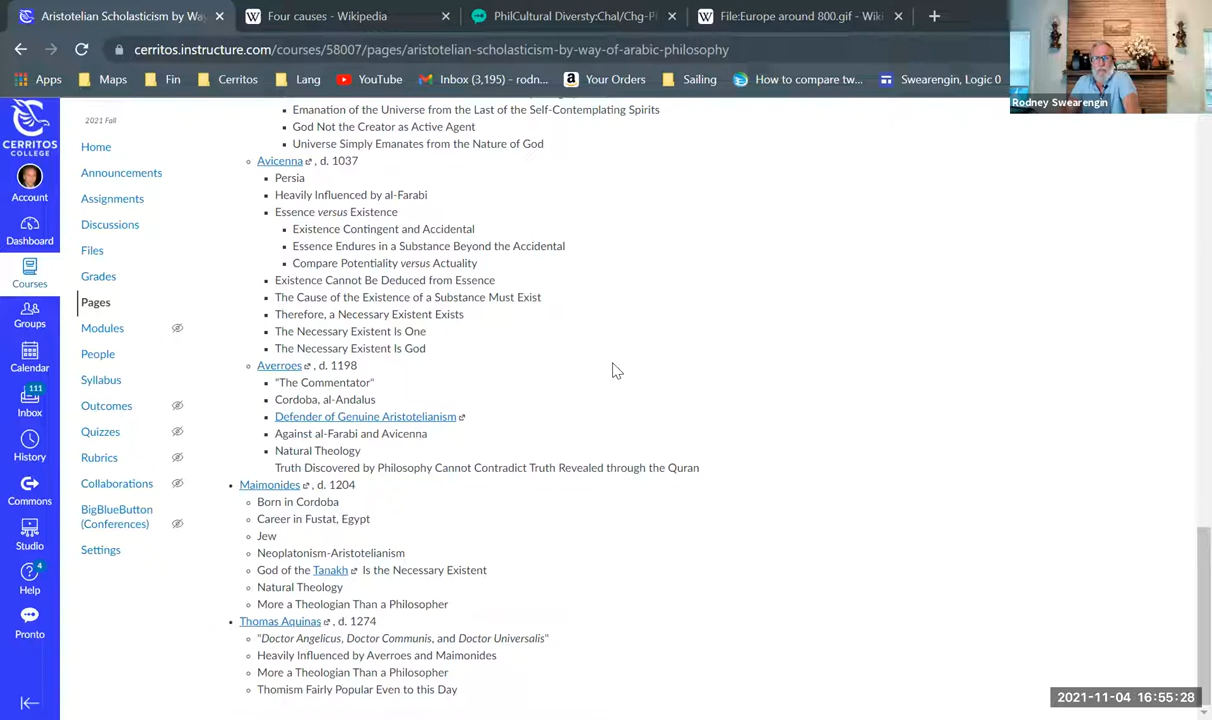 Aristotelian Scholasticism by Wa
Four causes - Wikipedia
PhilCultural Diversty:Chal/Chg-P
File:Europe around 800.gif - Wiki
cerritos.instructure.com/courses/58007/pages/aristotelian-scholasticism-by-way-of-arabic-philosophy
Apps
Maps
Fin
Cerritos
Lang
YouTube
Inbox (3,195) - rodn...
Your Orders
Sailing
How to compare tw...
Swearengin, Logic 0
Rodney Swearengin
CERRITOS
COLLEGE
Account
Dashboard
Courses
Groups
Calendar
111
Inbox
History
Commons
Studio
4
Help
Pronto
2021 Fall
Home
Announcements
Assignments
Discussions
Files
Grades
Pages
Modules
People
Syllabus
Outcomes
Quizzes
Rubrics
Collaborations
BigBlueButton
(Conferences)
Settings
Emanation of the Universe from the Last of the Self-Contemplating Spirits
God Not the Creator as Active Agent
Universe Simply Emanates from the Nature of God
Avicenna , d. 1037
Persia
Heavily Influenced by al-Farabi
Essence versus Existence
Existence Contingent and Accidental
Essence Endures in a Substance Beyond the Accidental
Compare Potentiality versus Actuality
Existence Cannot Be Deduced from Essence
The Cause of the Existence of a Substance Must Exist
Therefore, a Necessary Existent Exists
The Necessary Existent Is One
The Necessary Existent Is God
Averroes , d. 1198
"The Commentator"
Cordoba, al-Andalus
Defender of Genuine Aristotelianism
Against al-Farabi and Avicenna
Natural Theology
Truth Discovered by Philosophy Cannot Contradict Truth Revealed through the Quran
Maimonides , d. 1204
Born in Cordoba
Career in Fustat, Egypt
Jew
Neoplatonism-Aristotelianism
God of the Tanakh Is the Necessary Existent
Natural Theology
More a Theologian Than a Philosopher
Thomas Aquinas , d. 1274
"Doctor Angelicus, Doctor Communis, and Doctor Universalis"
Heavily Influenced by Averroes and Maimonides
More a Theologian Than a Philosopher
Thomism Fairly Popular Even to this Day
2021-11-04 16:55:28